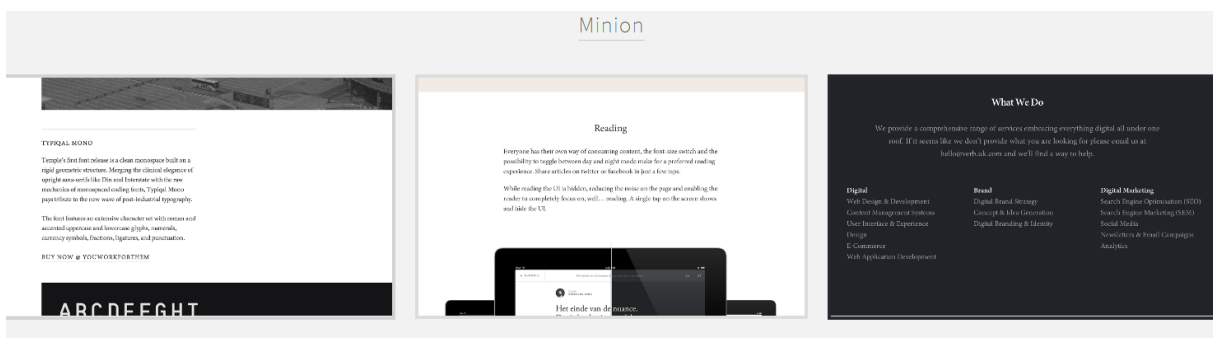 Minion
TYPIQAL MONO
Temple's first font release is a clean monospace built on a
rigid geometric structure. Merging the clinical elegance of
upright sans-serifs like Din and Interstate with the raw
mechanics of monospaced coding fonts, Typiqal Mono
pays tribute to the new wave of post-industrial typography.
The font features an extensive character set with roman and
accented uppercase and lowercase glyphs, numerals,
currency symbols, fractions, ligatures, and punctuation.
BUY NOW @ YOUWORKFORTHEM
ABCDEFGHT
Reading
Everyone has their own way of consuming content, the font-size switch and the
possibility to toggle between day and night mode make for a preferred reading
experience. Share articles on twitter or facebook in just a few taps.
While reading the UI is hidden, reducing the noise on the page and enabling the
reader to completely focus on, well... reading. A single tap on the screen shows
and hide the UI.
Het einde van de nuance.
What We Do
We provide a comprehensive range of services embracing everything digital all under one
roof. If it seems like we don't provide what you are looking for please email us at
hello@verb.uk.com and we'll find a way to help.
Digital
Web Design & Development
Content Management Systems
User Interface & Experience
Design
E-Commerce
Web Application Development
Brand
Digital Brand Strategy
Concept & Idea Generation
Digital Branding & Identity
Digital Marketing
Search Engine Optimisation (SEO)
Search Engine Marketing (SEM)
Social Media
Newsletters & Email Campaigns
Analytics